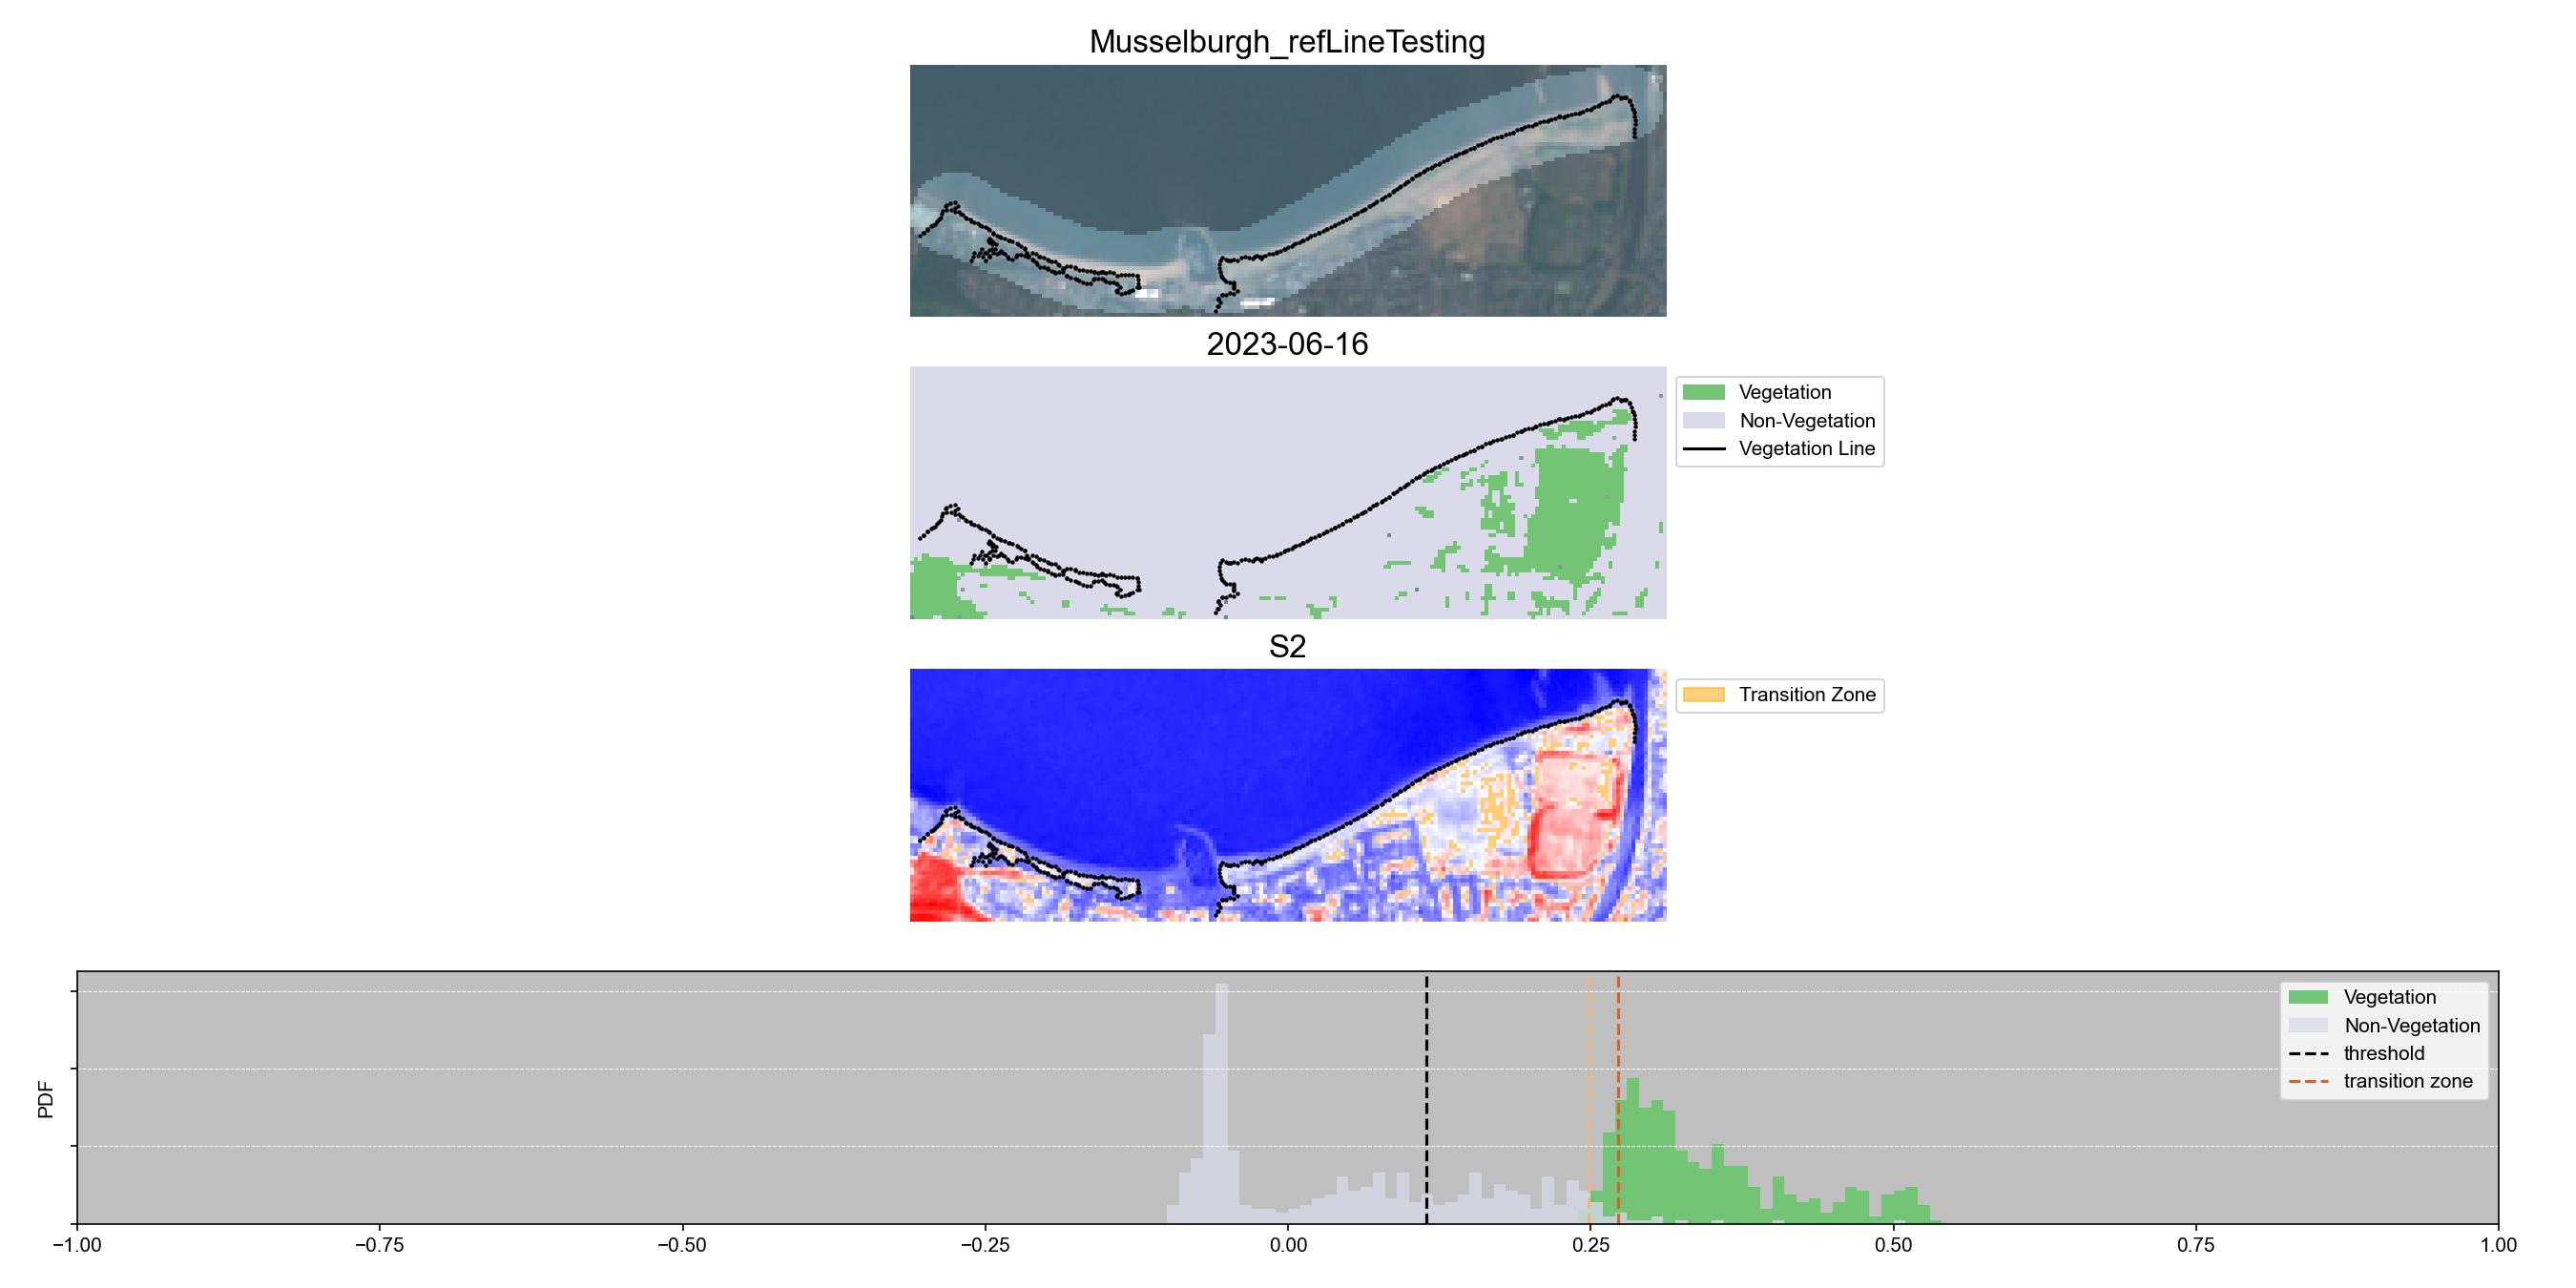 Musselburgh_refLineTesting
2023-06-16
Vegetation
Non-Vegetation
Vegetation Line
S2
Transition Zone
PDF
Vegetation
Non-Vegetation
threshold
transition zone
−1.00 −0.75 −0.50 −0.25 0.00 0.25 0.50 0.75 1.00